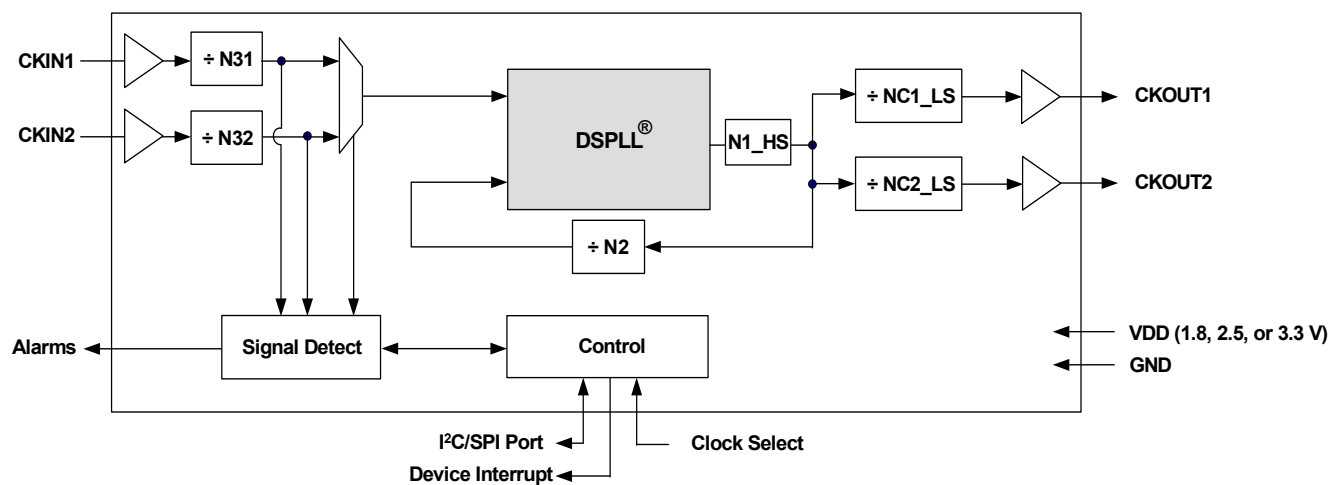 CKIN1
÷ N31
CKIN2
÷ N32
DSPLL®
N1_HS
÷ NC1_LS
CKOUT1
÷ NC2_LS
CKOUT2
÷ N2
Alarms
Signal Detect
Control
VDD (1.8, 2.5, or 3.3 V)
GND
I²C/SPI Port
Clock Select
Device Interrupt